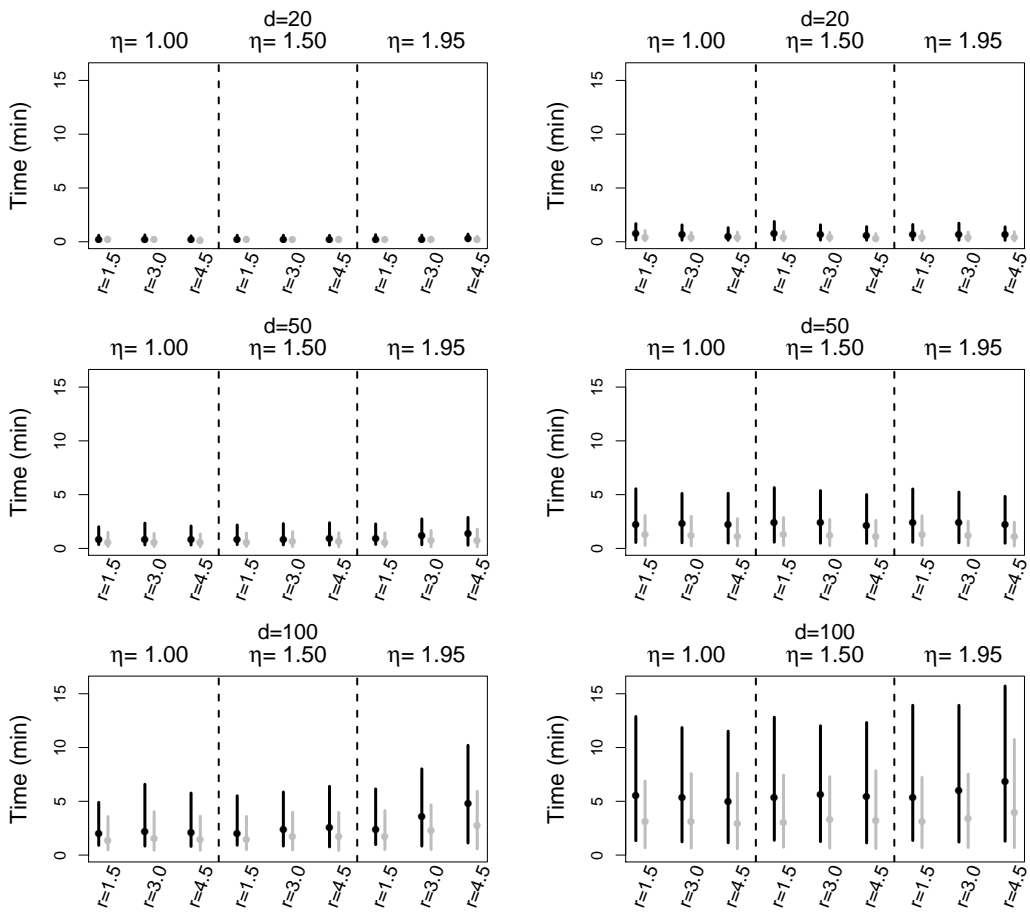 d=20
η= 1.00 η= 1.50 η= 1.95
Time (min)
15
10
5
0
r=1.5 r=3.0 r=4.5 r=1.5 r=3.0 r=4.5 r=1.5 r=3.0 r=4.5
d=20
η= 1.00 η= 1.50 η= 1.95
Time (min)
15
10
5
0
r=1.5 r=3.0 r=4.5 r=1.5 r=3.0 r=4.5 r=1.5 r=3.0 r=4.5
d=50
η= 1.00 η= 1.50 η= 1.95
Time (min)
15
10
5
0
r=1.5 r=3.0 r=4.5 r=1.5 r=3.0 r=4.5 r=1.5 r=3.0 r=4.5
d=50
η= 1.00 η= 1.50 η= 1.95
Time (min)
15
10
5
0
r=1.5 r=3.0 r=4.5 r=1.5 r=3.0 r=4.5 r=1.5 r=3.0 r=4.5
d=100
η= 1.00 η= 1.50 η= 1.95
Time (min)
15
10
5
0
r=1.5 r=3.0 r=4.5 r=1.5 r=3.0 r=4.5 r=1.5 r=3.0 r=4.5
d=100
η= 1.00 η= 1.50 η= 1.95
Time (min)
15
10
5
0
r=1.5 r=3.0 r=4.5 r=1.5 r=3.0 r=4.5 r=1.5 r=3.0 r=4.5